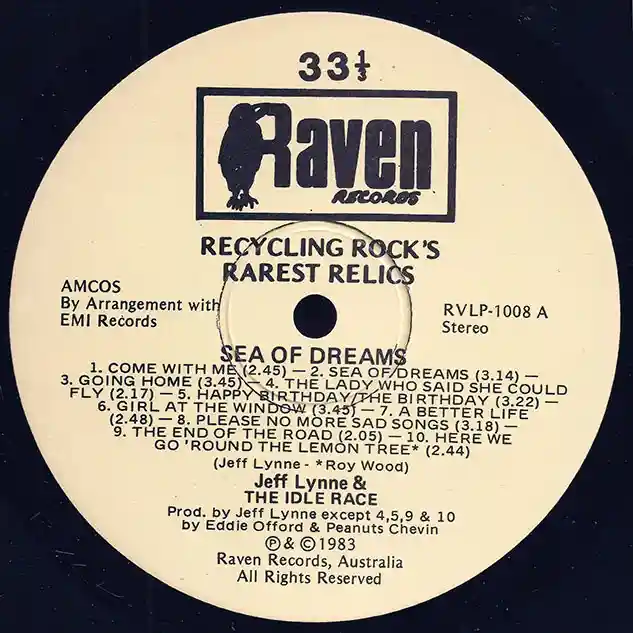 33⅓
Raven
RECORDS
RECYCLING ROCK'S
RAREST RELICS
AMCOS
By Arrangement with
EMI Records
RVLP-1008 A
Stereo
SEA OF DREAMS
1. COME WITH ME (2.45) — 2. SEA OF DREAMS (3.14) —
3. GOING HOME (3.45) — 4. THE LADY WHO SAID SHE COULD
FLY (2.17) — 5. HAPPY BIRTHDAY/THE BIRTHDAY (3.22) —
6. GIRL AT THE WINDOW (3.45) — 7. A BETTER LIFE
(2.48) — 8. PLEASE NO MORE SAD SONGS (3.18) —
9. THE END OF THE ROAD (2.05) — 10. HERE WE
GO 'ROUND THE LEMON TREE* (2.44)
(Jeff Lynne - *Roy Wood)
Jeff Lynne &
THE IDLE RACE
Prod. by Jeff Lynne except 4,5,9 & 10
by Eddie Offord & Peanuts Chevin
℗ & © 1983
Raven Records, Australia
All Rights Reserved